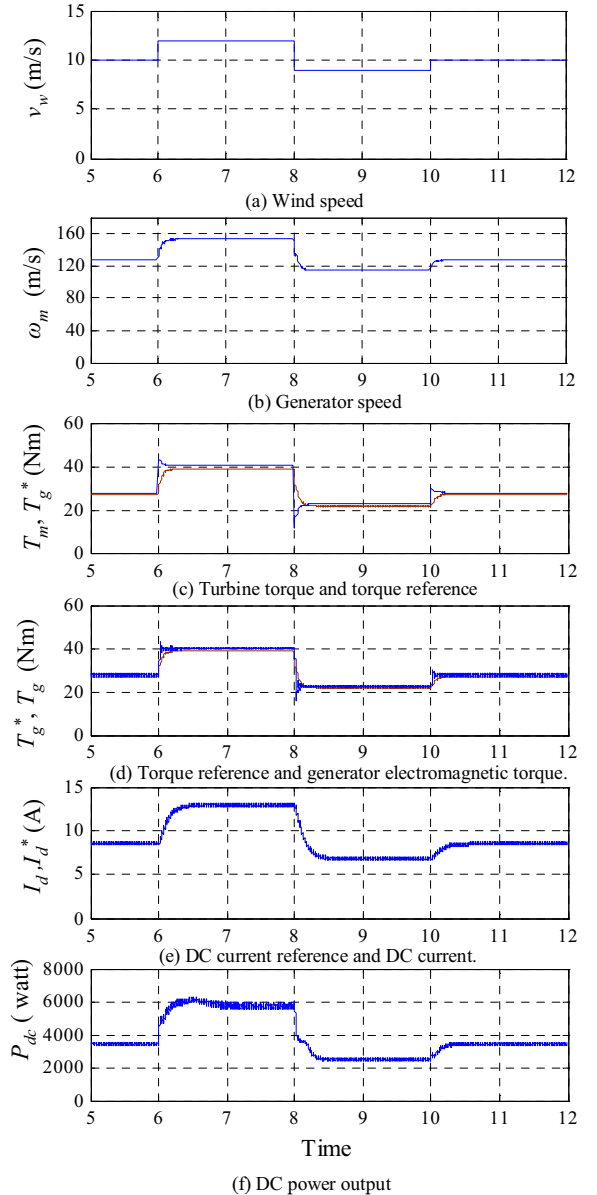 15
10
5
0
v_w (m/s)
5 6 7 8 9 10 11 12
(a) Wind speed
160
120
80
40
0
ω_m (m/s)
5 6 7 8 9 10 11 12
(b) Generator speed
60
40
20
0
T_m, T_g* (Nm)
5 6 7 8 9 10 11 12
(c) Turbine torque and torque reference
60
40
20
0
T_g*, T_g (Nm)
5 6 7 8 9 10 11 12
(d) Torque reference and generator electromagnetic torque.
15
10
5
0
I_d,I_d* (A)
5 6 7 8 9 10 11 12
(e) DC current reference and DC current.
8000
6000
4000
2000
0
P_dc ( watt)
5 6 7 8 9 10 11 12
Time
(f) DC power output